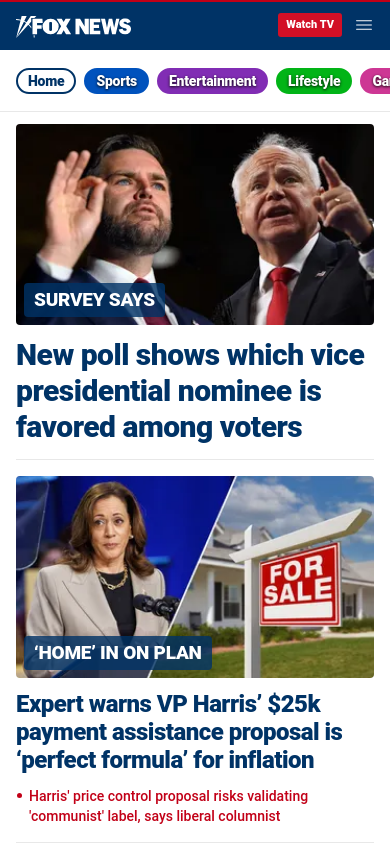 FOX NEWS
Watch TV
Home
Sports
Entertainment
Lifestyle
Ga
SURVEY SAYS
New poll shows which vice
presidential nominee is
favored among voters
FOR
SALE
‘HOME’ IN ON PLAN
Expert warns VP Harris’ $25k
payment assistance proposal is
‘perfect formula’ for inflation
Harris' price control proposal risks validating
'communist' label, says liberal columnist